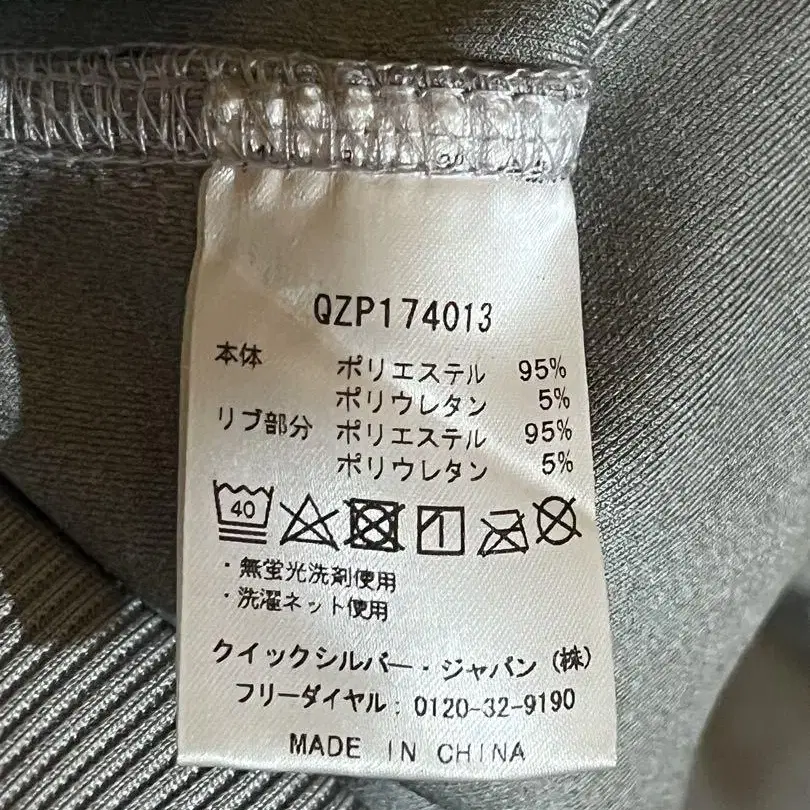 QZP174013
本体 ポリエステル 95%
ポリウレタン 5%
リブ部分 ポリエステル 95%
ポリウレタン 5%
40
・無蛍光洗剤使用
・洗濯ネット使用
クイックシルバー・ジャパン(株)
フリーダイヤル:0120-32-9190
MADE IN CHINA